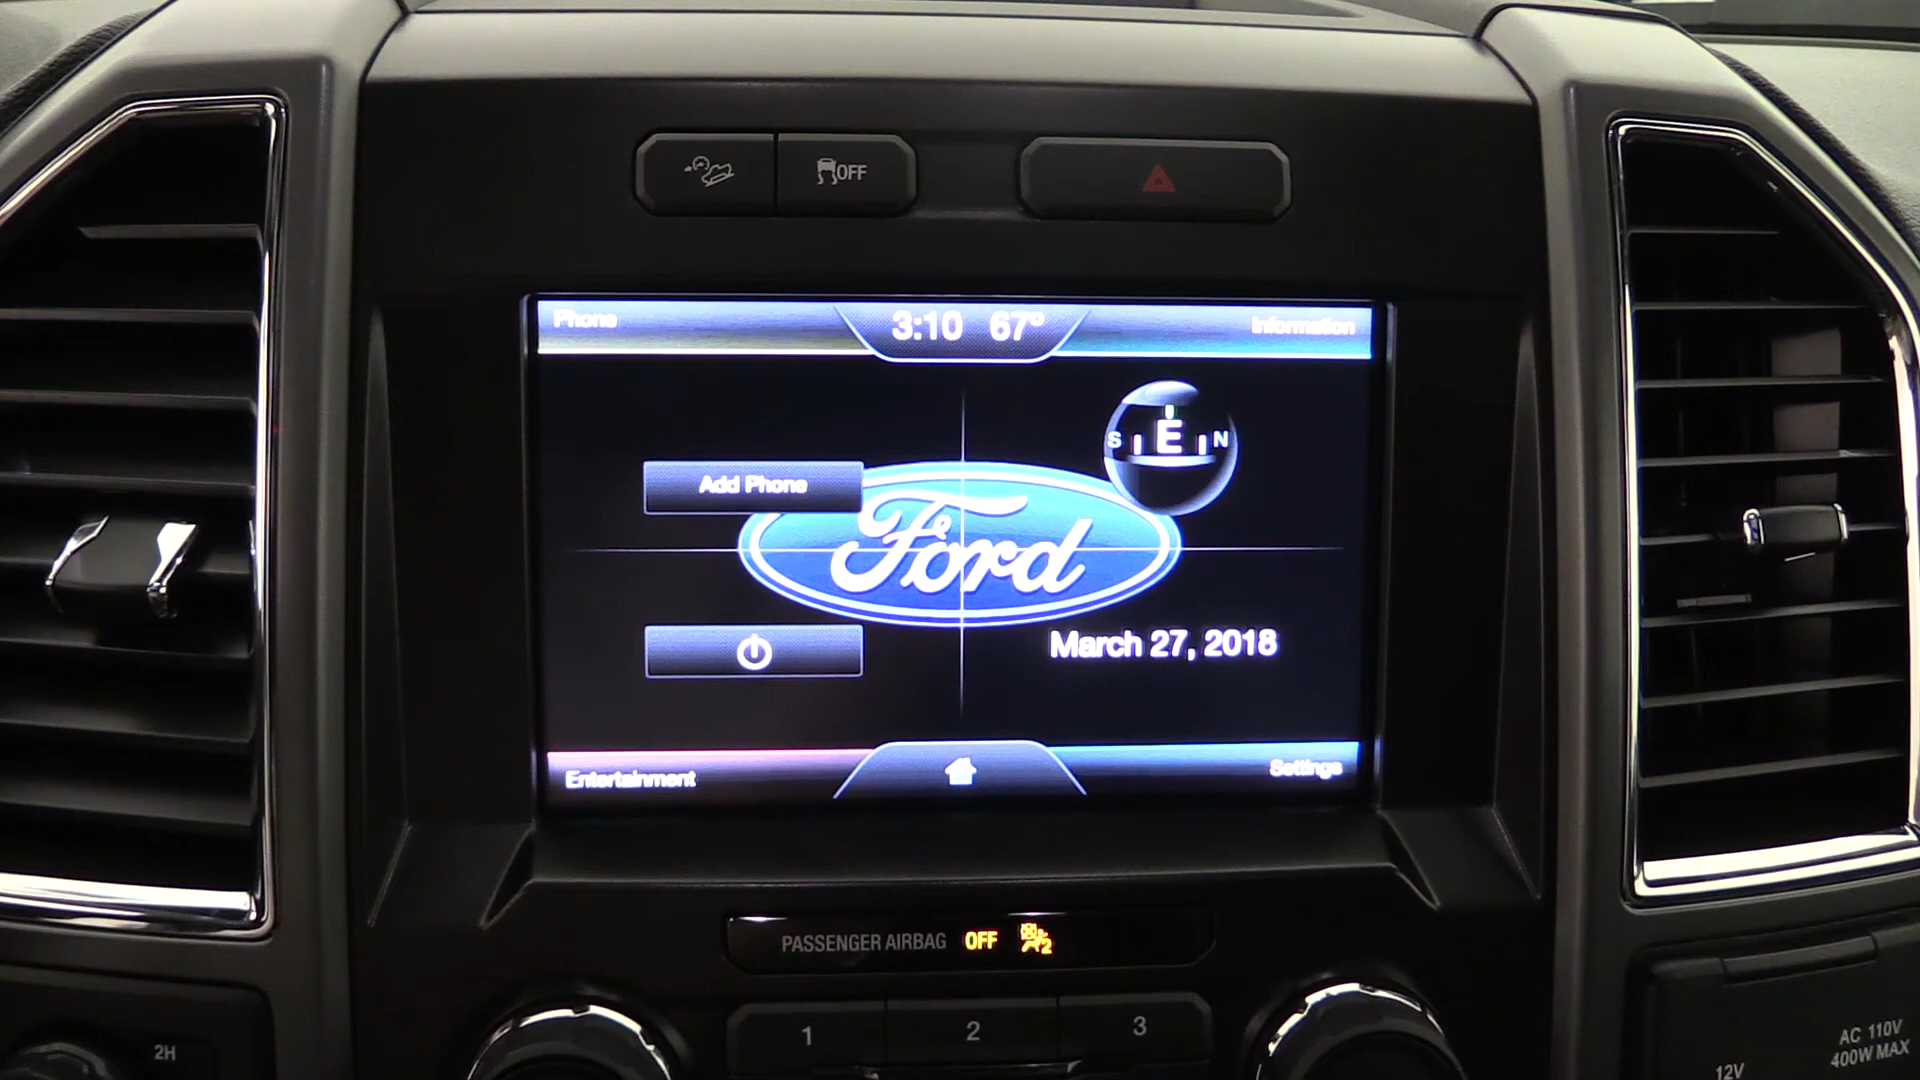 OFF
Phone
3:10 67°
Information
S E N
Add Phone
Ford
March 27, 2018
Entertainment
Settings
PASSENGER AIRBAG OFF 2
1 2 3
2H
AC 110V
400W MAX
12V